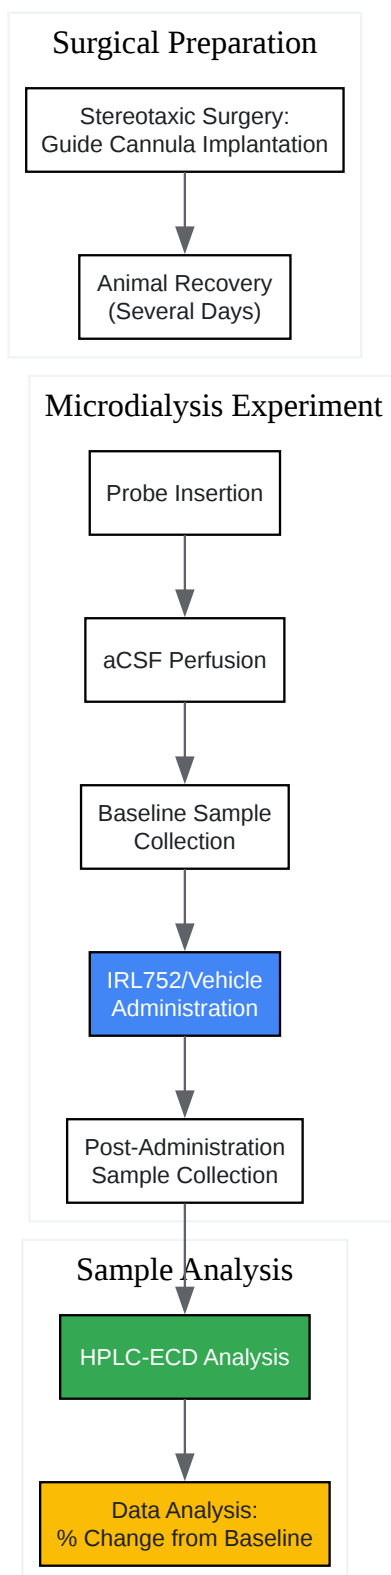 Surgical Preparation
Stereotaxic Surgery:
Guide Cannula Implantation
Animal Recovery
(Several Days)
Microdialysis Experiment
Probe Insertion
aCSF Perfusion
Baseline Sample
Collection
IRL752/Vehicle
Administration
Post-Administration
Sample Collection
Sample Analysis
HPLC-ECD Analysis
Data Analysis:
% Change from Baseline